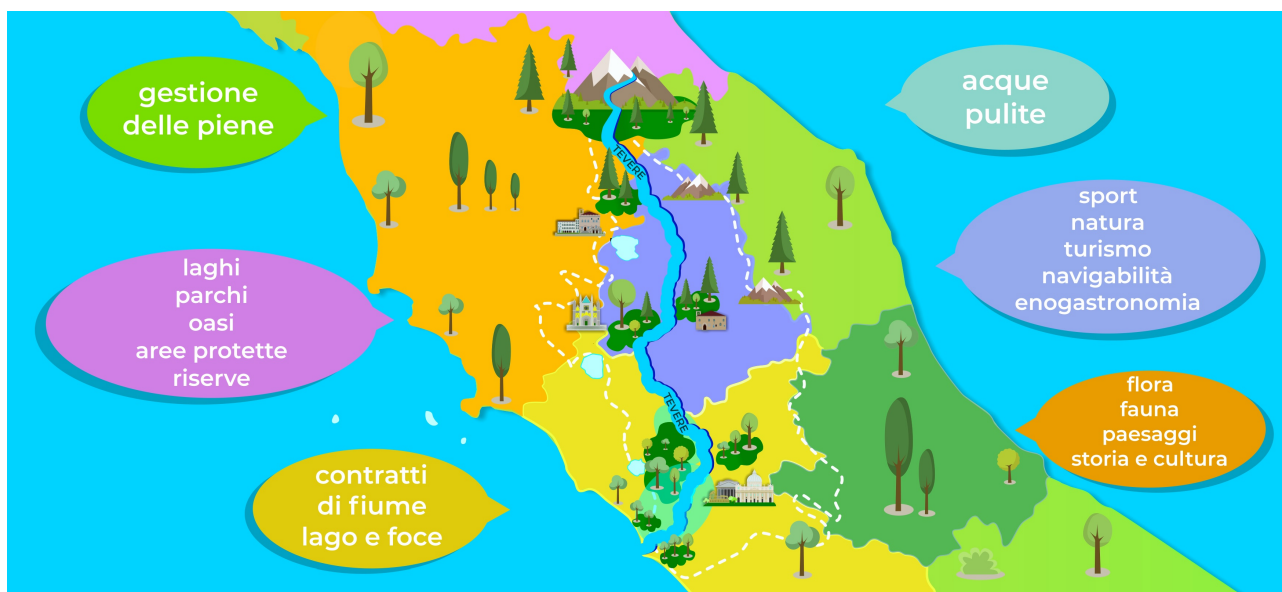 gestione
delle piene
acque
pulite
TEVERE
sport
natura
turismo
navigabilità
enogastronomia
laghi
parchi
oasi
aree protette
riserve
TEVERE
flora
fauna
paesaggi
storia e cultura
contratti
di fiume
lago e foce